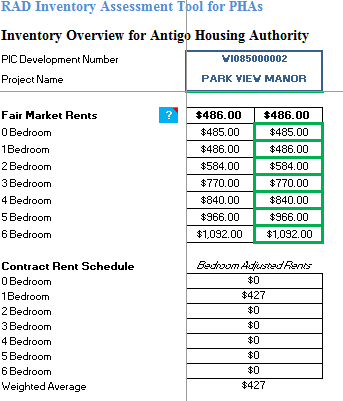 RAD Inventory Assessment Tool for PHAs
Inventory Overview for Antigo Housing Authority
PIC Development Number WI085000002
Project Name PARK VIEW MANOR
Fair Market Rents ? $486.00 $486.00
0 Bedroom $485.00 $485.00
1 Bedroom $486.00 $486.00
2 Bedroom $584.00 $584.00
3 Bedroom $770.00 $770.00
4 Bedroom $840.00 $840.00
5 Bedroom $966.00 $966.00
6 Bedroom $1,092.00 $1,092.00
Contract Rent Schedule Bedroom Adjusted Rents
0 Bedroom $0
1 Bedroom $427
2 Bedroom $0
3 Bedroom $0
4 Bedroom $0
5 Bedroom $0
6 Bedroom $0
Weighted Average $427